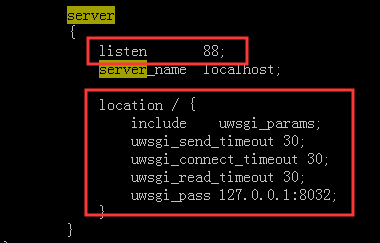 server
{
listen 88;
server_name localhost;
location / {
include uwsgi_params;
uwsgi_send_timeout 30;
uwsgi_connect_timeout 30;
uwsgi_read_timeout 30;
uwsgi_pass 127.0.0.1:8032;
}
}